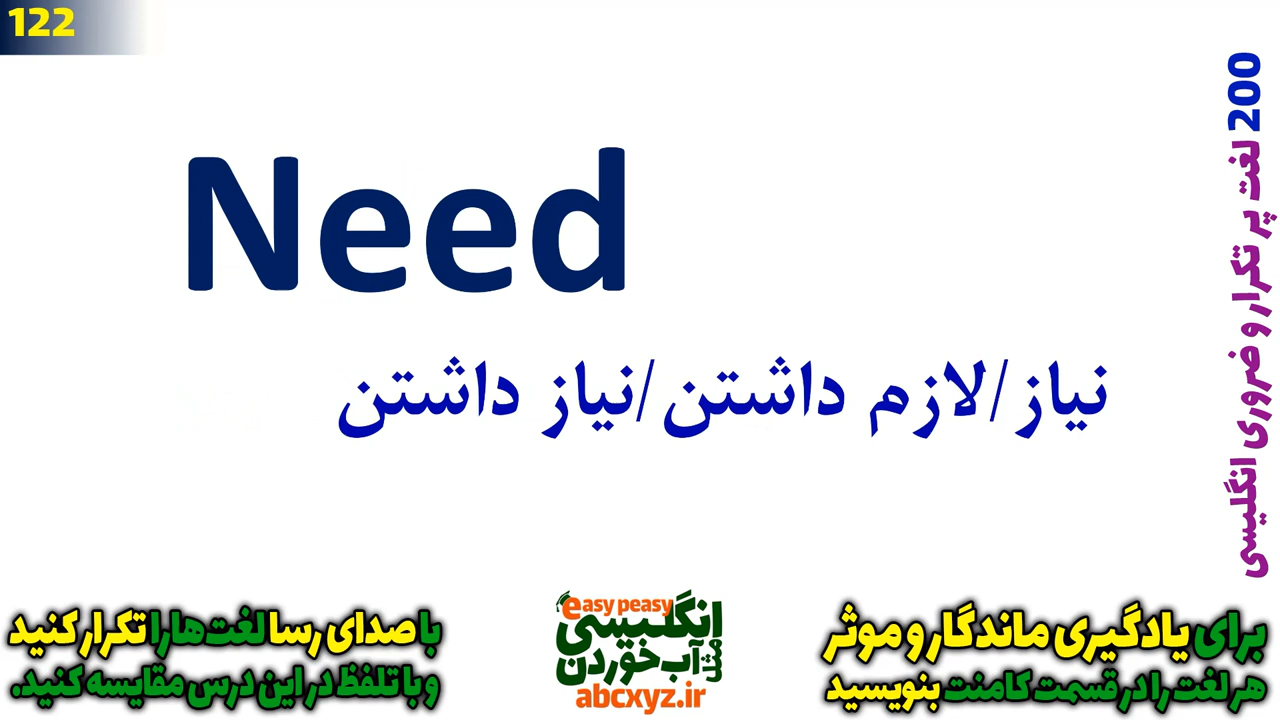 122
Need
نیاز/لازم داشتن/نیاز داشتن
200 لغت پر تکرار و ضروری انگلیسی
برای یادگیری ماندگار و موثر
هر لغت را در قسمت کامنت بنویسید
easy peasy
انگلیسی
مثل آب خوردن
abcxyz.ir
با صدای رسا لغت‌ها را تکرار کنید
و با تلفظ در این درس مقایسه کنید.